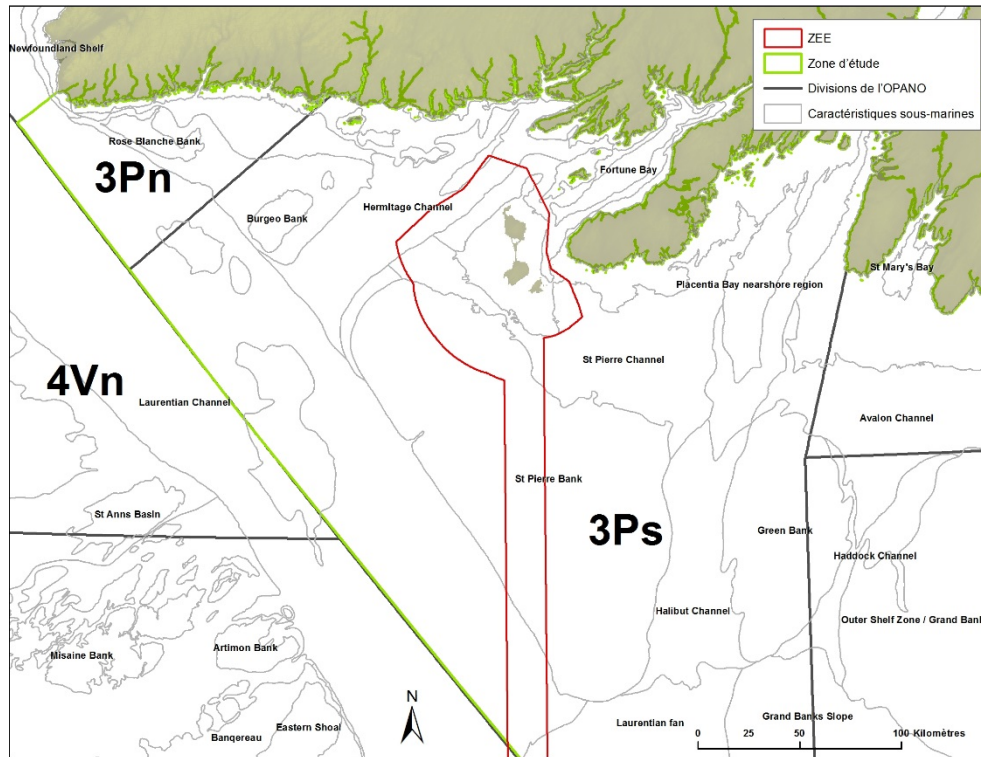 Newfoundland Shelf
ZEE
Zone d'étude
Divisions de l'OPANO
Caractéristiques sous-marines
Rose Blanche Bank
3Pn
Fortune Bay
Hermitage Channel
Burgeo Bank
St Mary's Bay
Placentia Bay nearshore region
St Pierre Channel
4Vn
Laurentian Channel
Avalon Channel
St Pierre Bank
St Anns Basin
3Ps
Green Bank
Haddock Channel
Halibut Channel
Outer Shelf Zone / Grand Bank
Misaine Bank
Artimon Bank
N
Eastern Shoal
Banqereau
Laurentian fan
Grand Banks Slope
0 25 50 100 Kilomètres